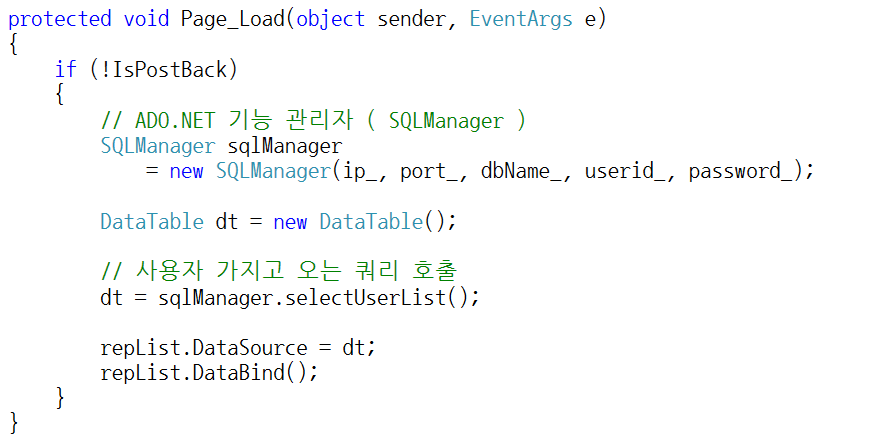 protected void Page_Load(object sender, EventArgs e)
{
    if (!IsPostBack)
    {
        // ADO.NET 기능 관리자 ( SQLManager )
        SQLManager sqlManager
            = new SQLManager(ip_, port_, dbName_, userid_, password_);
        DataTable dt = new DataTable();
        // 사용자 가지고 오는 쿼리 호출
        dt = sqlManager.selectUserList();
        repList.DataSource = dt;
        repList.DataBind();
    }
}